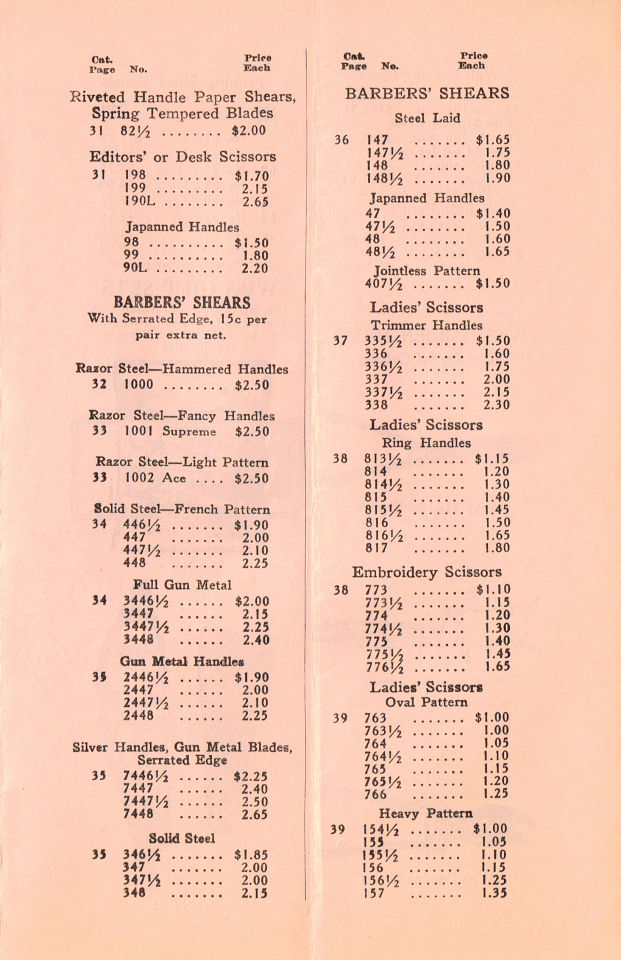 Cat. Price
Page No. Each
Riveted Handle Paper Shears,
Spring Tempered Blades
31 82½ ........ $2.00
Editors' or Desk Scissors
31 198 ......... $1.70
199 ......... 2.15
190L ........ 2.65
Japanned Handles
98 .......... $1.50
99 .......... 1.80
90L ......... 2.20
BARBERS' SHEARS
With Serrated Edge, 15c per
pair extra net.
Razor Steel—Hammered Handles
32 1000 ........ $2.50
Razor Steel—Fancy Handles
33 1001 Supreme $2.50
Razor Steel—Light Pattern
33 1002 Ace .... $2.50
Solid Steel—French Pattern
34 446½ ....... $1.90
447 ....... 2.00
447½ ....... 2.10
448 ....... 2.25
Full Gun Metal
34 3446½ ...... $2.00
3447 ...... 2.15
3447½ ...... 2.25
3448 ...... 2.40
Gun Metal Handles
35 2446½ ...... $1.90
2447 ...... 2.00
2447½ ...... 2.10
2448 ...... 2.25
Silver Handles, Gun Metal Blades,
Serrated Edge
35 7446½ ...... $2.25
7447 ...... 2.40
7447½ ...... 2.50
7448 ...... 2.65
Solid Steel
35 346½ ....... $1.85
347 ....... 2.00
347½ ....... 2.00
348 ....... 2.15
Cat. Price
Page No. Each
BARBERS' SHEARS
Steel Laid
36 147 ....... $1.65
147½ ....... 1.75
148 ....... 1.80
148½ ....... 1.90
Japanned Handles
47 ........ $1.40
47½ ........ 1.50
48 ........ 1.60
48½ ........ 1.65
Jointless Pattern
407½ ....... $1.50
Ladies' Scissors
Trimmer Handles
37 335½ ....... $1.50
336 ....... 1.60
336½ ....... 1.75
337 ....... 2.00
337½ ....... 2.15
338 ....... 2.30
Ladies' Scissors
Ring Handles
38 813½ ....... $1.15
814 ....... 1.20
814½ ....... 1.30
815 ....... 1.40
815½ ....... 1.45
816 ....... 1.50
816½ ....... 1.65
817 ....... 1.80
Embroidery Scissors
38 773 ....... $1.10
773½ ....... 1.15
774 ....... 1.20
774½ ....... 1.30
775 ....... 1.40
775½ ....... 1.45
776½ ....... 1.65
Ladies' Scissors
Oval Pattern
39 763 ....... $1.00
763½ ....... 1.00
764 ....... 1.05
764½ ....... 1.10
765 ....... 1.15
765½ ....... 1.20
766 ....... 1.25
Heavy Pattern
39 154½ ....... $1.00
155 ....... 1.05
155½ ....... 1.10
156 ....... 1.15
156½ ....... 1.25
157 ....... 1.35